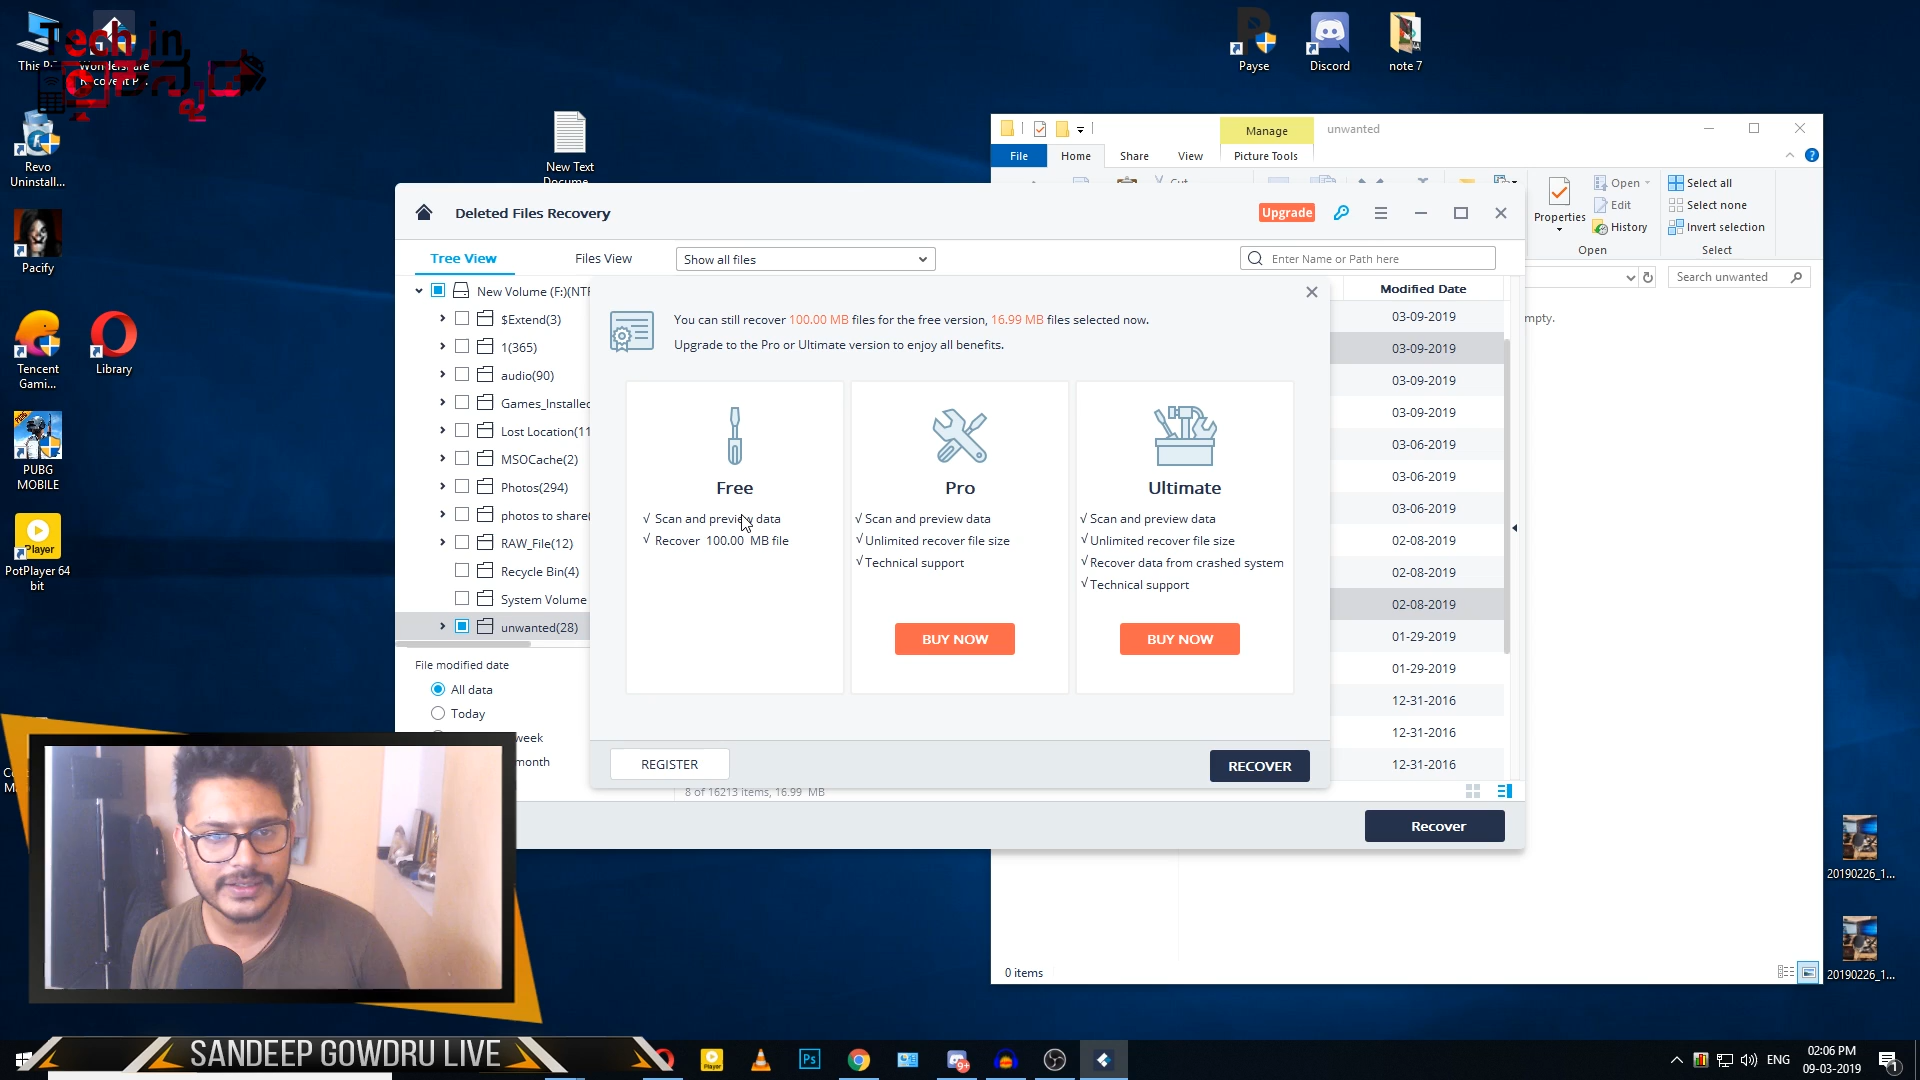 This P
Wondershare
Recoverit P...
Tech in
Revo
Uninstall...
Pacify
Tencent
Gami...
Library
PUBG
MOBILE
PotPlayer 64
bit
New Text
Docume...
Payse
Discord
note 7
Manage
unwanted
File
Home
Share
View
Picture Tools
Cut
Properties
Open
Edit
History
Open
Select all
Select none
Invert selection
Select
Search unwanted
mpty.
Deleted Files Recovery
Upgrade
Tree View
Files View
Show all files
Enter Name or Path here
New Volume (F:)(NTF
$Extend(3)
1(365)
audio(90)
Games_Installed
Lost Location(11
MSOCache(2)
Photos(294)
photos to share(
RAW_File(12)
Recycle Bin(4)
System Volume
unwanted(28)
File modified date
All data
Today
week
month
You can still recover 100.00 MB files for the free version, 16.99 MB files selected now.
Upgrade to the Pro or Ultimate version to enjoy all benefits.
Free
√ Scan and preview data
√ Recover 100.00 MB file
Pro
√ Scan and preview data
√ Unlimited recover file size
√ Technical support
BUY NOW
Ultimate
√ Scan and preview data
√ Unlimited recover file size
√ Recover data from crashed system
√ Technical support
BUY NOW
REGISTER
RECOVER
Modified Date
03-09-2019
03-09-2019
03-09-2019
03-09-2019
03-06-2019
03-06-2019
03-06-2019
02-08-2019
02-08-2019
02-08-2019
01-29-2019
01-29-2019
12-31-2016
12-31-2016
12-31-2016
8 of 16213 items, 16.99 MB
Recover
0 items
20190226_1...
20190226_1...
SANDEEP GOWDRU LIVE
ENG
02:06 PM
09-03-2019